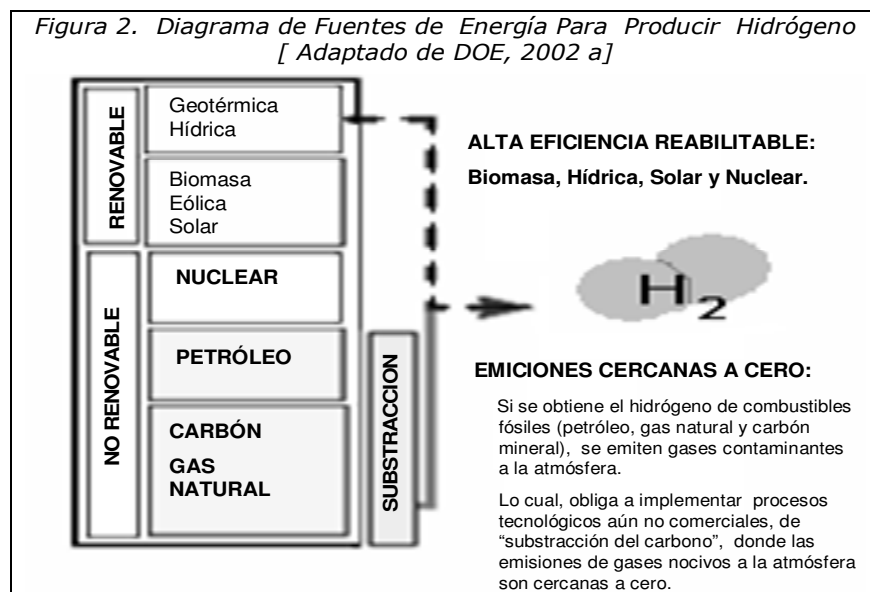 Figura 2. Diagrama de Fuentes de Energía Para Producir Hidrógeno
[ Adaptado de DOE, 2002 a]
RENOVABLE
Geotérmica
Hídrica
Biomasa
Eólica
Solar
NO RENOVABLE
NUCLEAR
PETRÓLEO
CARBÓN
GAS
NATURAL
SUBSTRACCION
ALTA EFICIENCIA REABILITABLE:
Biomasa, Hídrica, Solar y Nuclear.
H2
EMICIONES CERCANAS A CERO:
Si se obtiene el hidrógeno de combustibles
fósiles (petróleo, gas natural y carbón
mineral), se emiten gases contaminantes
a la atmósfera.
Lo cual, obliga a implementar procesos
tecnológicos aún no comerciales, de
“substracción del carbono”, donde las
emisiones de gases nocivos a la atmósfera
son cercanas a cero.